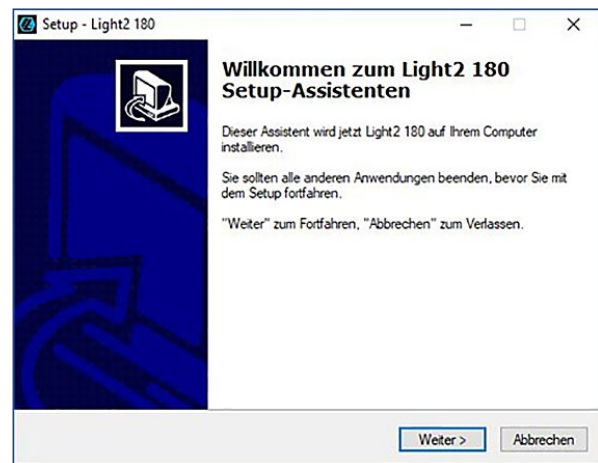 Setup - Light2 180
Willkommen zum Light2 180
Setup-Assistenten
Dieser Assistent wird jetzt Light2 180 auf Ihrem Computer
installieren.
Sie sollten alle anderen Anwendungen beenden, bevor Sie mit
dem Setup fortfahren.
"Weiter" zum Fortfahren, "Abbrechen" zum Verlassen.
Weiter >
Abbrechen